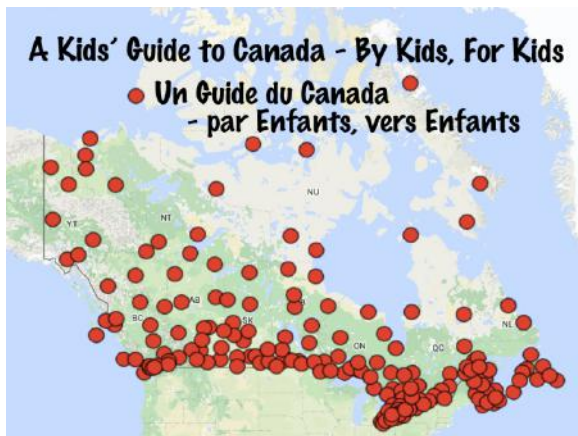 A Kids' Guide to Canada - By Kids, For Kids
Un Guide du Canada
- par Enfants, vers Enfants
NU
YT
NT
BC
AB
SK
ON
QC
NL